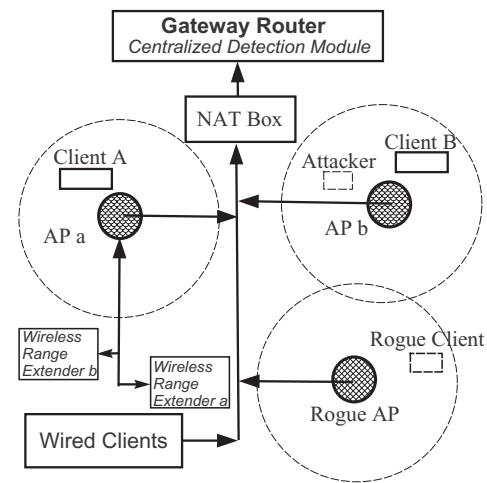 Gateway Router
Centralized Detection Module
NAT Box
Client A
Client B
Attacker
AP a
AP b
Wireless
Range
Extender b
Wireless
Range
Extender a
Rogue Client
Rogue AP
Wired Clients